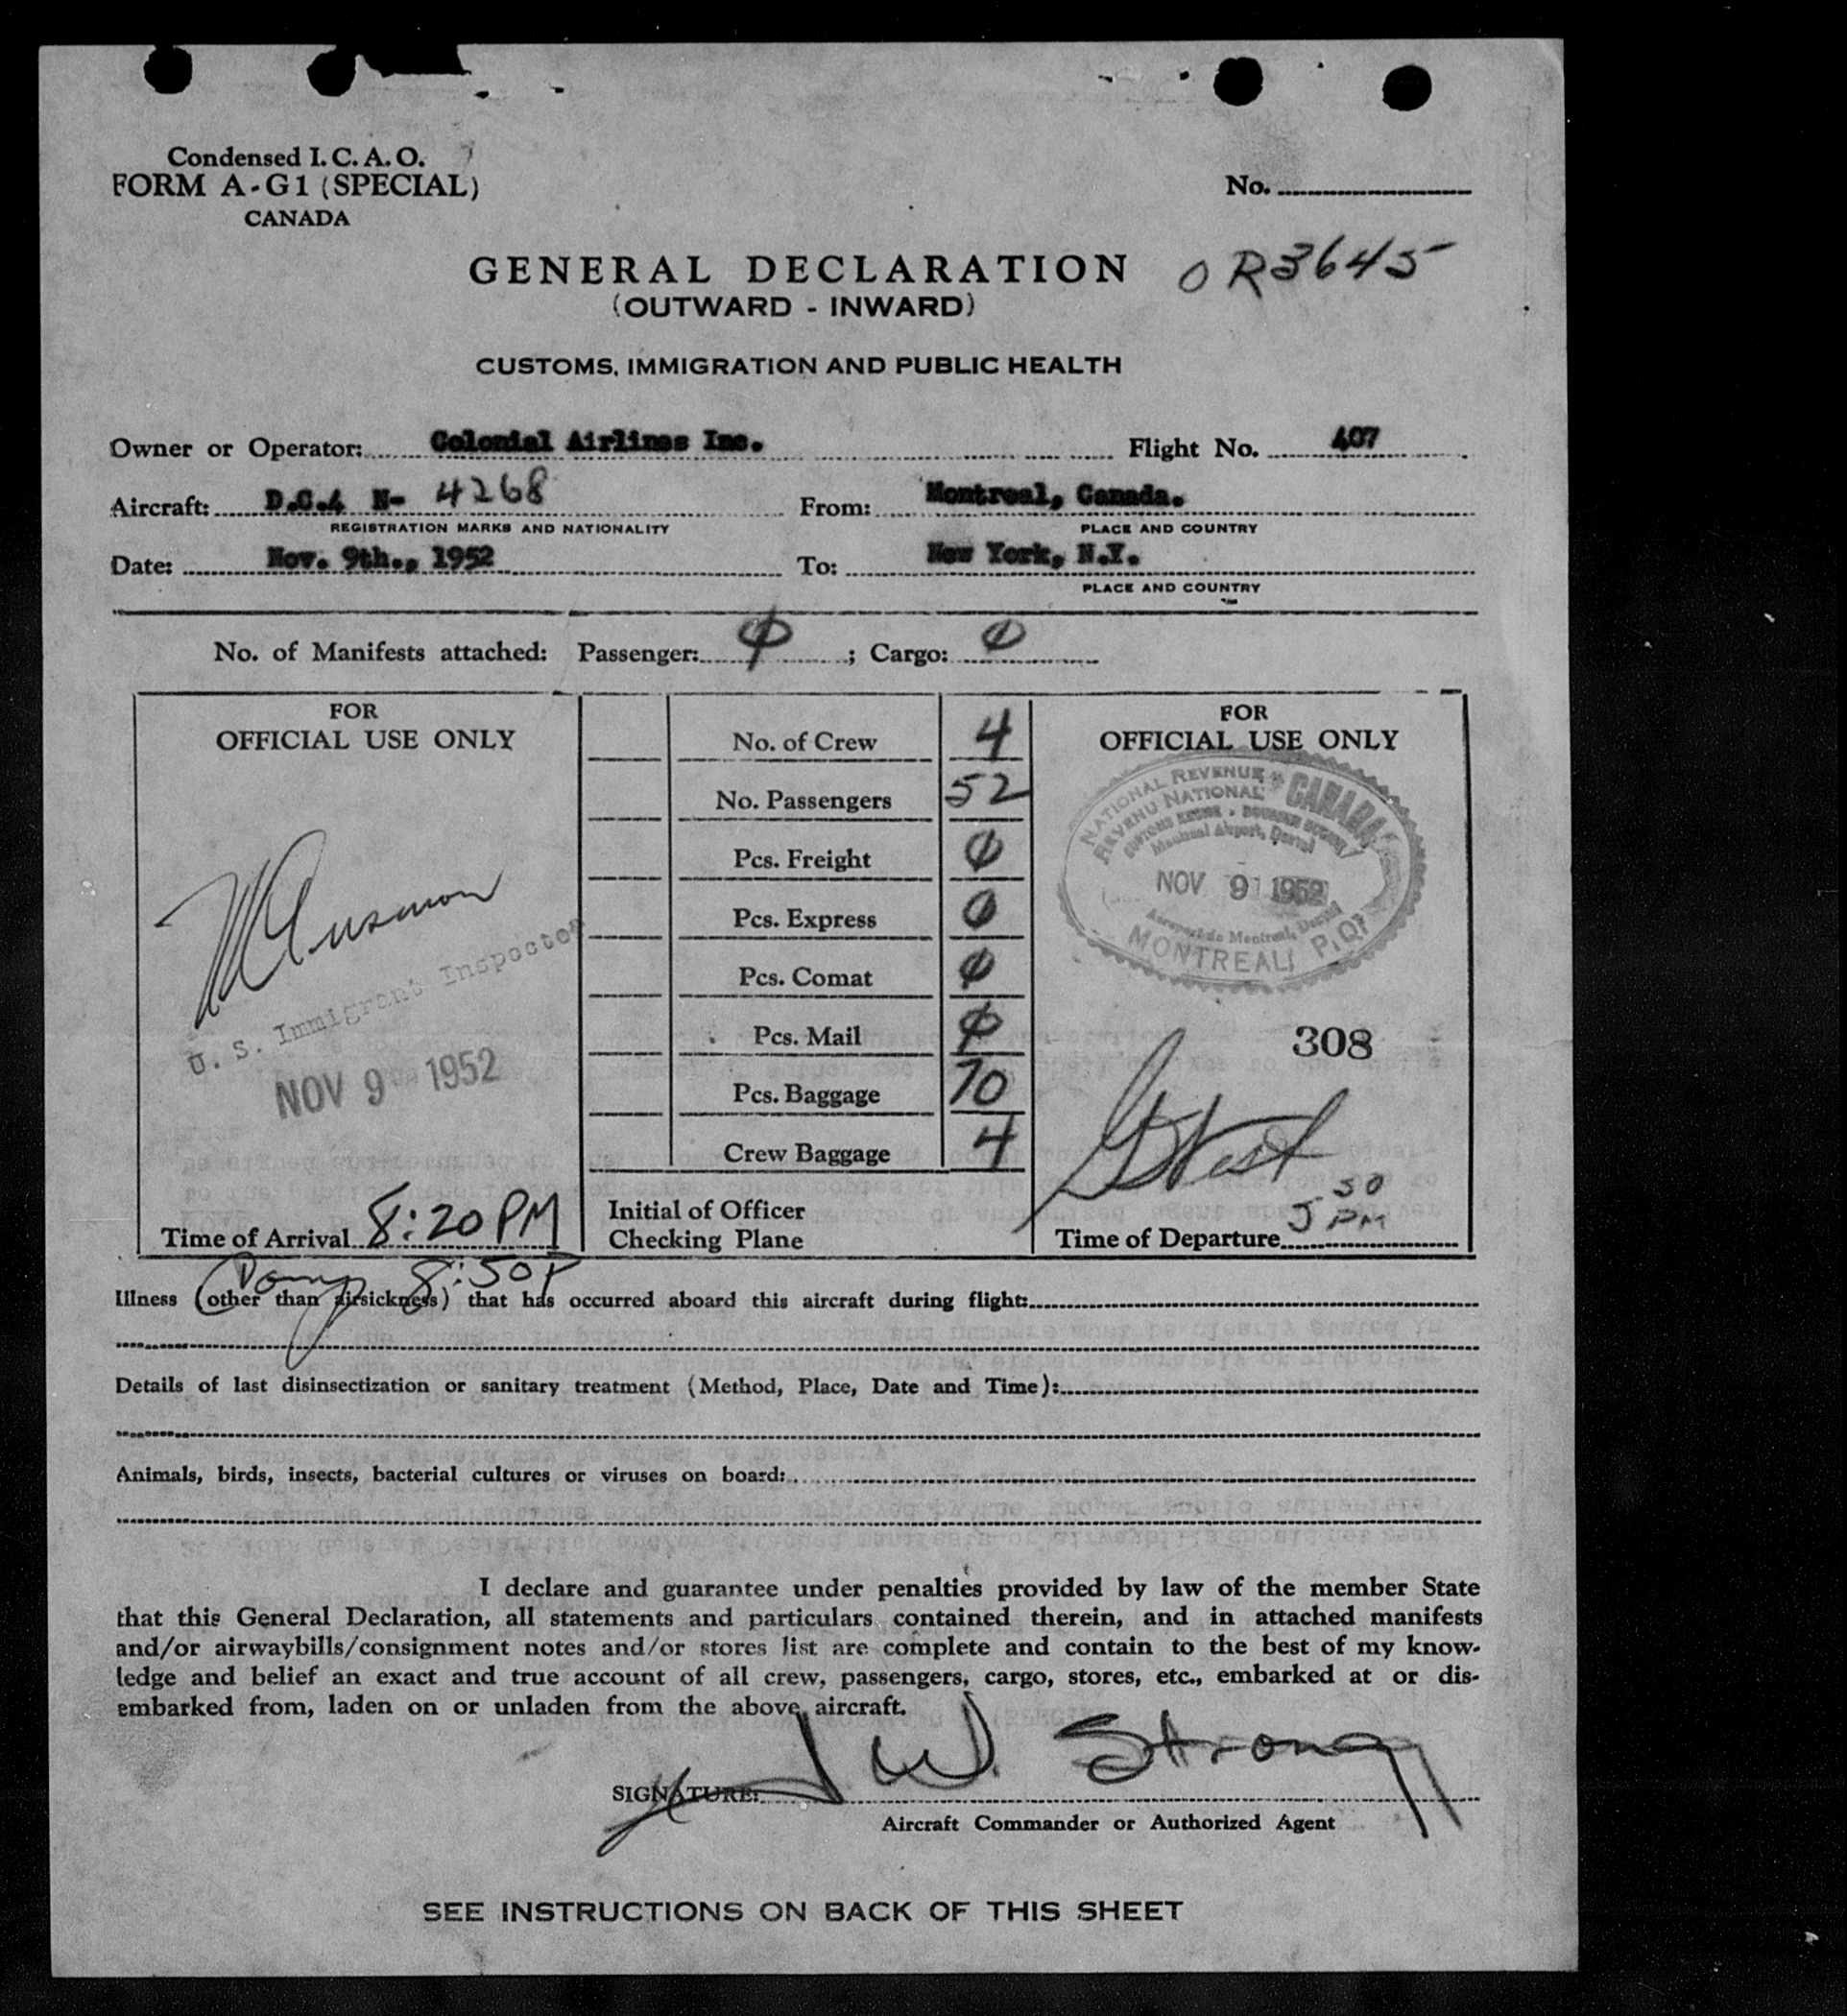 Condensed I. C. A. O.
FORM A-G1 (SPECIAL)
CANADA
No.
OR3645
GENERAL DECLARATION
(OUTWARD - INWARD)
CUSTOMS, IMMIGRATION AND PUBLIC HEALTH
Owner or Operator: Colonial Airlines Inc. Flight No. 407
Aircraft: D.C.4 N- 4268 From: Montreal, Canada.
REGISTRATION MARKS AND NATIONALITY PLACE AND COUNTRY
Date: Nov. 9th., 1952 To: New York, N.Y.
PLACE AND COUNTRY
No. of Manifests attached: Passenger: 0 ; Cargo: 0
FOR
OFFICIAL USE ONLY
U. S. Immigrant Inspector
NOV 9 1952
Time of Arrival 8:20 PM
No. of Crew 4
No. Passengers 52
Pcs. Freight 0
Pcs. Express 0
Pcs. Comat 0
Pcs. Mail 0
Pcs. Baggage 70
Crew Baggage 4
Initial of Officer
Checking Plane
FOR
OFFICIAL USE ONLY
NATIONAL REVENUE CANADA
REVENU NATIONAL
Montreal Airport, Dorval
NOV 9 1952
Aeroport de Montreal, Dorval
MONTREAL P.Q.
308
Time of Departure 5 30 PM
8:50P
Illness (other than airsickness) that has occurred aboard this aircraft during flight:
Details of last disinsectization or sanitary treatment (Method, Place, Date and Time):
Animals, birds, insects, bacterial cultures or viruses on board:
I declare and guarantee under penalties provided by law of the member State
that this General Declaration, all statements and particulars contained therein, and in attached manifests
and/or airwaybills/consignment notes and/or stores list are complete and contain to the best of my know-
ledge and belief an exact and true account of all crew, passengers, cargo, stores, etc., embarked at or dis-
embarked from, laden on or unladen from the above aircraft.
SIGNATURE: J W Strong
Aircraft Commander or Authorized Agent
SEE INSTRUCTIONS ON BACK OF THIS SHEET